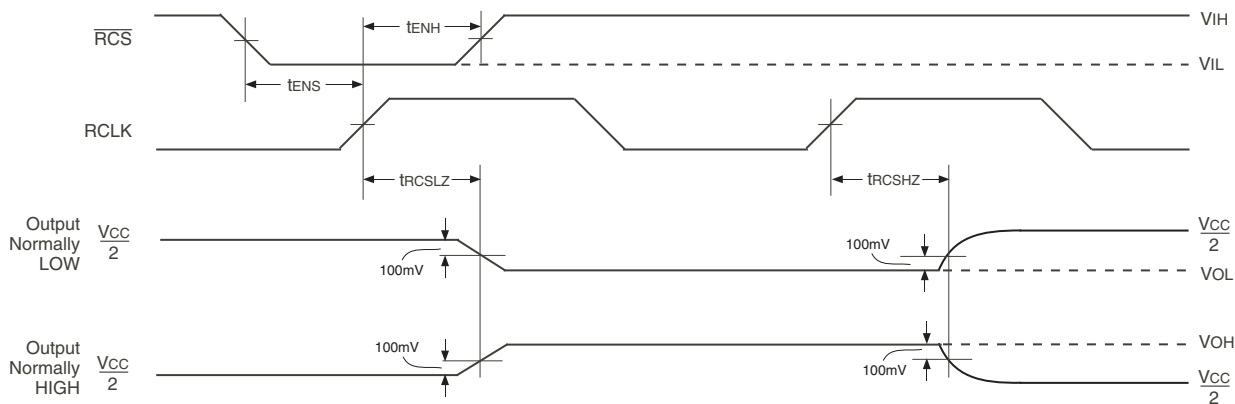 RCS
tENH
VIH
VIL
tENS
RCLK
tRCSLZ
tRCSHZ
Output
Normally
LOW
VCC
2
100mV
100mV
VCC
2
VOL
Output
Normally
HIGH
VCC
2
100mV
100mV
VOH
VCC
2